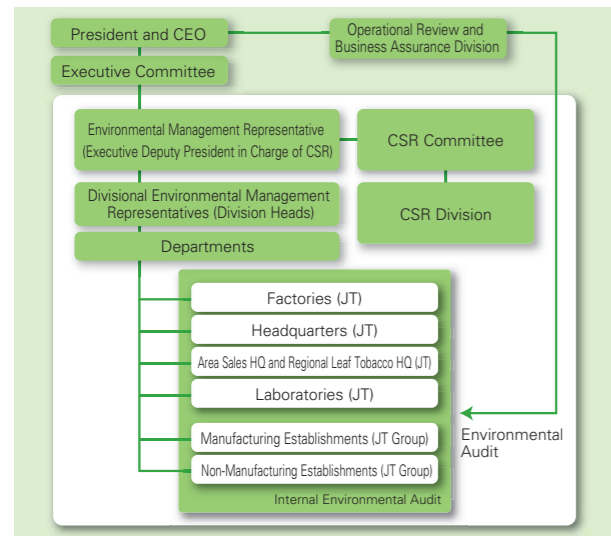 President and CEO
Operational Review and
Business Assurance Division
Executive Committee
Environmental Management Representative
(Executive Deputy President in Charge of CSR)
CSR Committee
Divisional Environmental Management
Representatives (Division Heads)
CSR Division
Departments
Factories (JT)
Headquarters (JT)
Area Sales HQ and Regional Leaf Tobacco HQ (JT)
Laboratories (JT)
Manufacturing Establishments (JT Group)
Non-Manufacturing Establishments (JT Group)
Internal Environmental Audit
Environmental
Audit